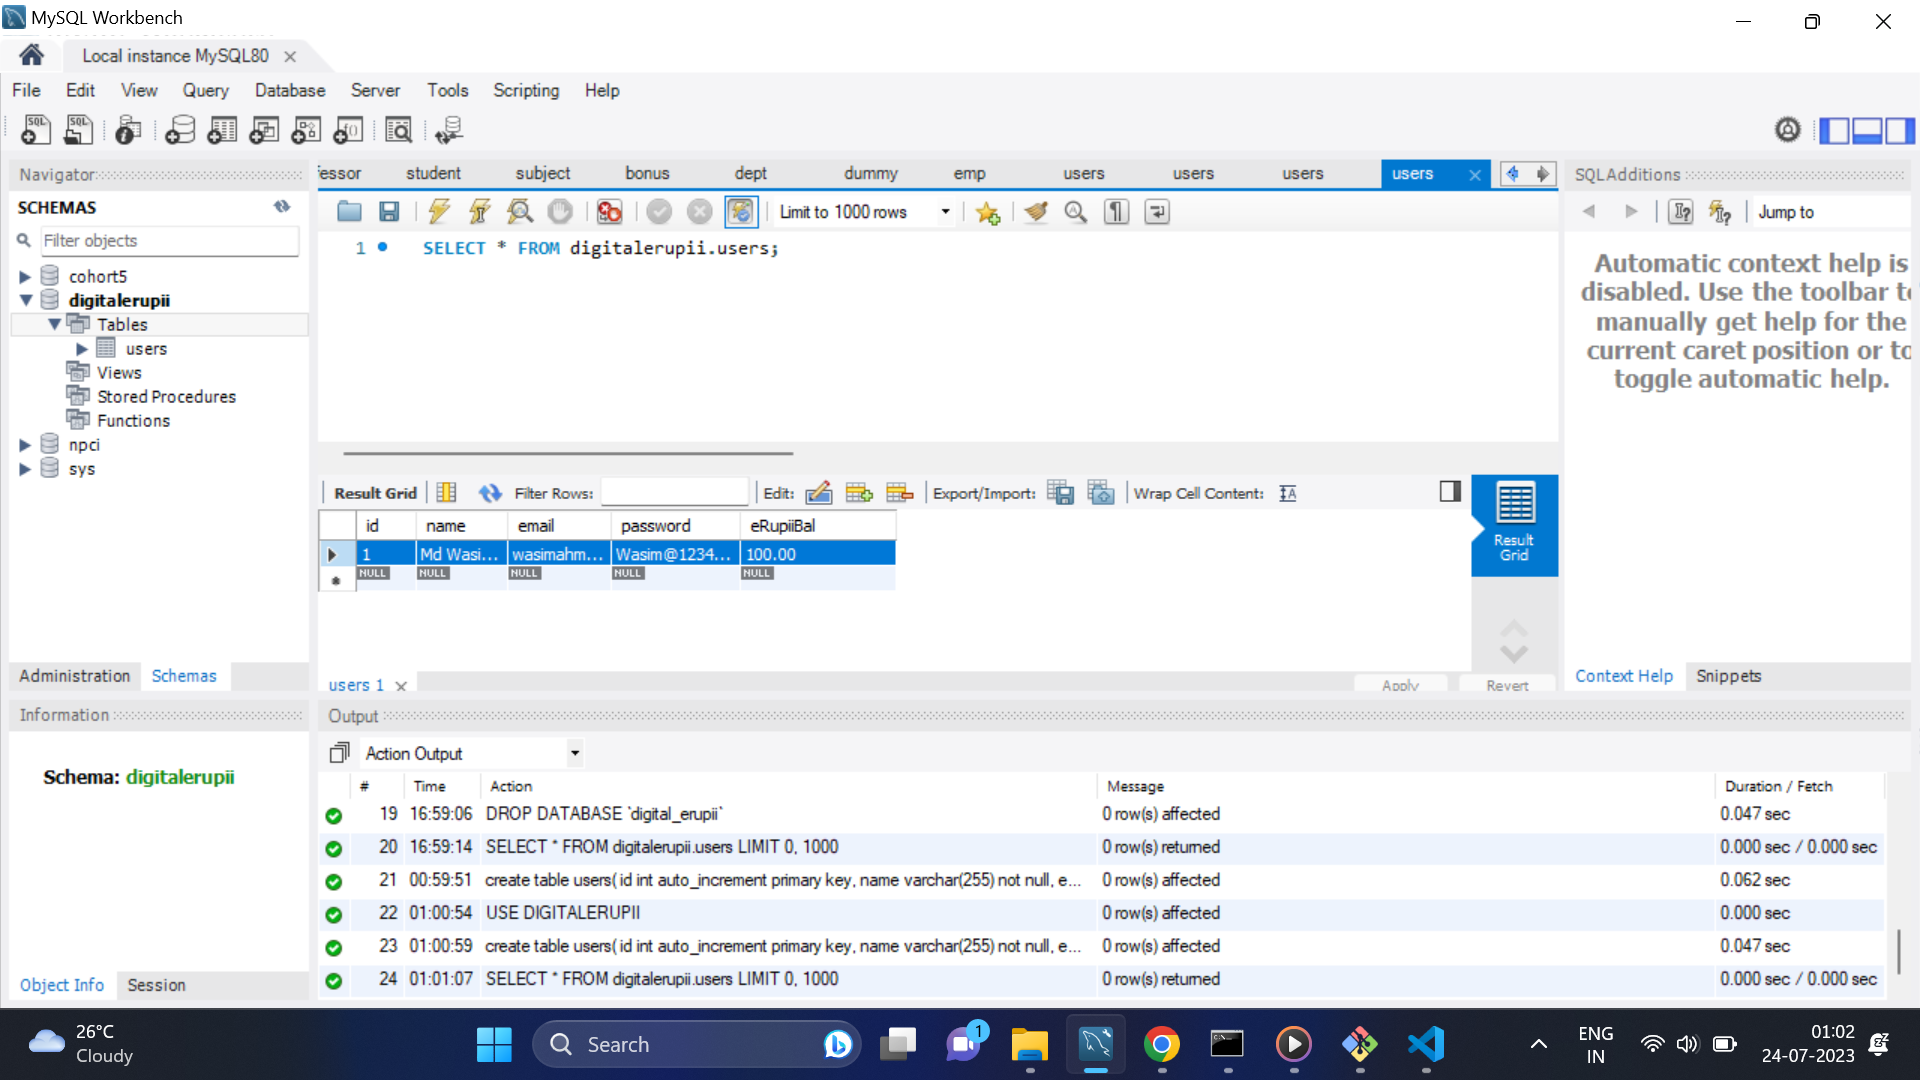 MySQL Workbench
Local instance MySQL80
File Edit View Query Database Server Tools Scripting Help
Navigator
SCHEMAS
Filter objects
cohort5
digitalerupii
Tables
users
Views
Stored Procedures
Functions
npci
sys
Administration Schemas
Information
Schema: digitalerupii
Object Info Session
fessor student subject bonus dept dummy emp users users users users
Limit to 1000 rows
1 SELECT * FROM digitalerupii.users;
Result Grid Filter Rows: Edit: Export/Import: Wrap Cell Content:
id name email password eRupiiBal
1 Md Wasi... wasimahm... Wasim@1234... 100.00
NULL NULL NULL NULL NULL
Result
Grid
users 1 Apply Revert
SQLAdditions
Jump to
Automatic context help is
disabled. Use the toolbar to
manually get help for the
current caret position or to
toggle automatic help.
Context Help Snippets
Output
Action Output
# Time Action Message Duration / Fetch
19 16:59:06 DROP DATABASE `digital_erupii` 0 row(s) affected 0.047 sec
20 16:59:14 SELECT * FROM digitalerupii.users LIMIT 0, 1000 0 row(s) returned 0.000 sec / 0.000 sec
21 00:59:51 create table users( id int auto_increment primary key, name varchar(255) not null, e... 0 row(s) affected 0.062 sec
22 01:00:54 USE DIGITALERUPII 0 row(s) affected 0.000 sec
23 01:00:59 create table users( id int auto_increment primary key, name varchar(255) not null, e... 0 row(s) affected 0.047 sec
24 01:01:07 SELECT * FROM digitalerupii.users LIMIT 0, 1000 0 row(s) returned 0.000 sec / 0.000 sec
26°C
Cloudy
Search
1
ENG
IN
01:02
24-07-2023